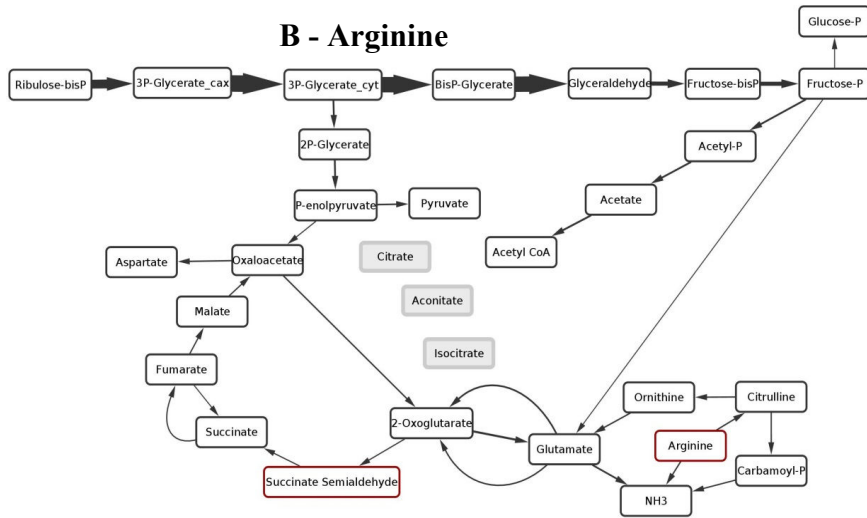 B - Arginine
Glucose-P
Ribulose-bisP
3P-Glycerate_cax
3P-Glycerate_cyt
BisP-Glycerate
Glyceraldehyde
Fructose-bisP
Fructose-P
2P-Glycerate
Acetyl-P
P-enolpyruvate
Pyruvate
Acetate
Acetyl CoA
Citrate
Aspartate
Oxaloacetate
Aconitate
Malate
Isocitrate
Fumarate
Ornithine
Citrulline
Succinate
2-Oxoglutarate
Glutamate
Arginine
Carbamoyl-P
Succinate Semialdehyde
NH3